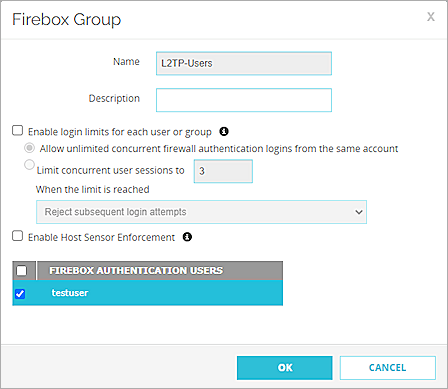 Firebox Group X
Name L2TP-Users
Description
Enable login limits for each user or group
Allow unlimited concurrent firewall authentication logins from the same account
Limit concurrent user sessions to 3
When the limit is reached
Reject subsequent login attempts
Enable Host Sensor Enforcement
FIREBOX AUTHENTICATION USERS
testuser
OK CANCEL